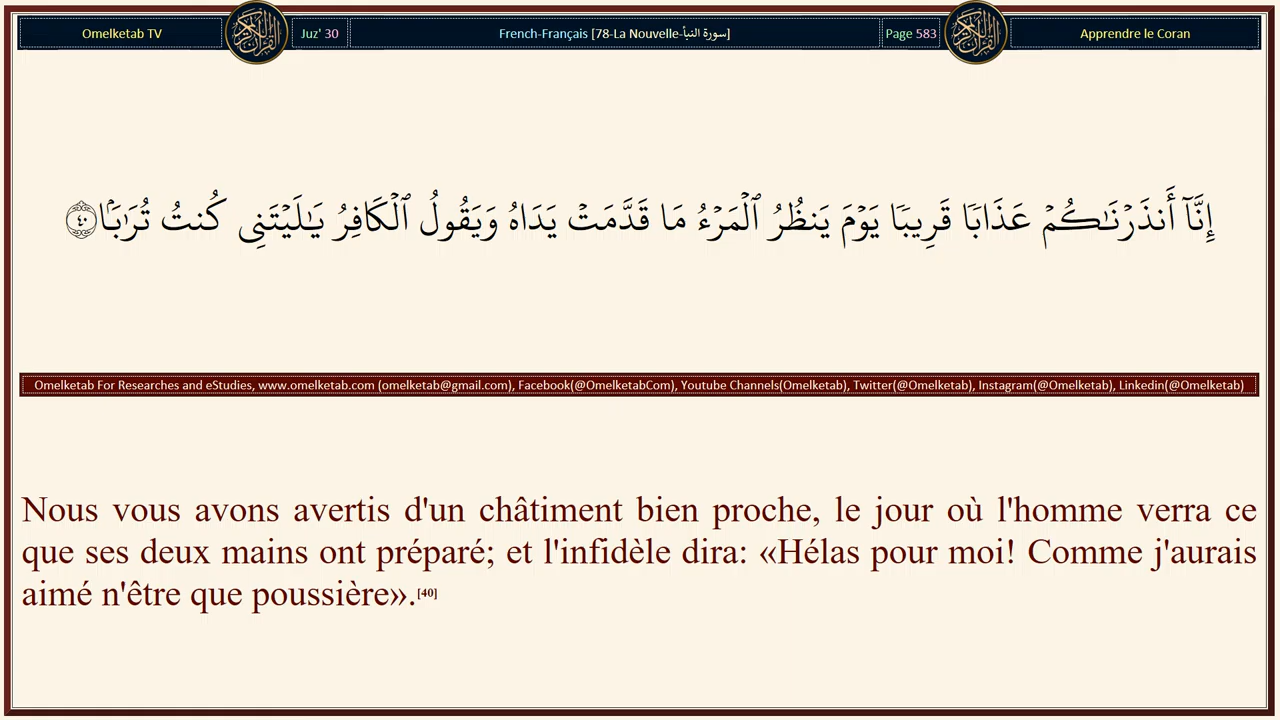 Omelketab TV
Juz' 30
French-Français [78-La Nouvelle-سورة النبأ]
Page 583
Apprendre le Coran
إِنَّآ أَنذَرۡنَٰكُمۡ عَذَابٗا قَرِيبٗا يَوۡمَ يَنظُرُ ٱلۡمَرۡءُ مَا قَدَّمَتۡ يَدَاهُ وَيَقُولُ ٱلۡكَافِرُ يَٰلَيۡتَنِي كُنتُ تُرَٰبَۢا ٤٠
Omelketab For Researches and eStudies, www.omelketab.com (omelketab@gmail.com), Facebook(@OmelketabCom), Youtube Channels(Omelketab), Twitter(@Omelketab), Instagram(@Omelketab), Linkedin(@Omelketab)
Nous vous avons avertis d'un châtiment bien proche, le jour où l'homme verra ce
que ses deux mains ont préparé; et l'infidèle dira: «Hélas pour moi! Comme j'aurais
aimé n'être que poussière».[40]